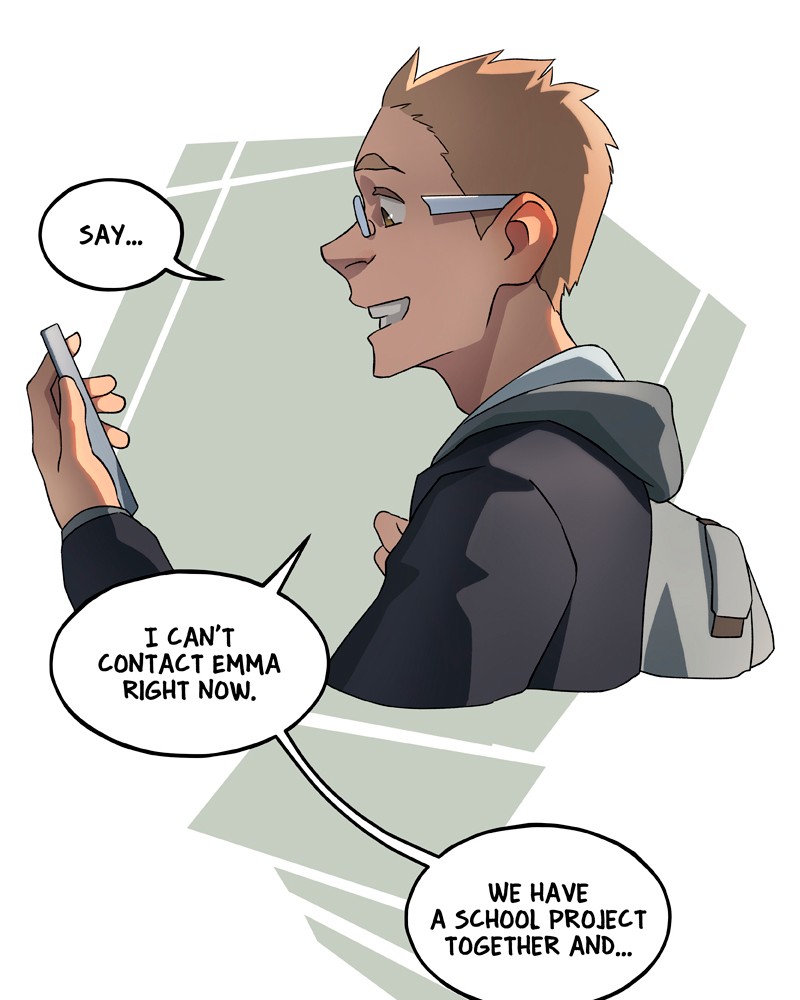 SAY...
I CAN'T
CONTACT EMMA
RIGHT NOW.
WE HAVE
A SCHOOL PROJECT
TOGETHER AND...